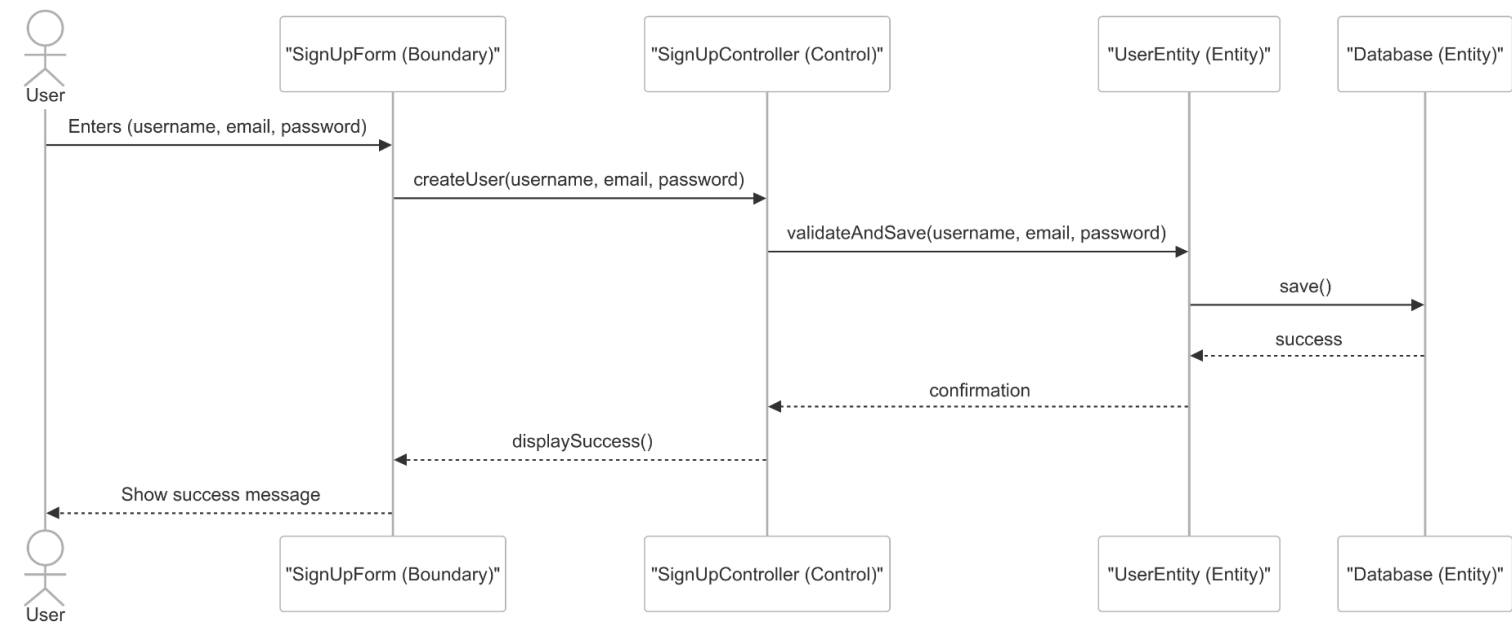 "SignUpForm (Boundary)"
"SignUpController (Control)"
"UserEntity (Entity)"
"Database (Entity)"
User
Enters (username, email, password)
createUser(username, email, password)
validateAndSave(username, email, password)
save()
success
confirmation
displaySuccess()
Show success message
"SignUpForm (Boundary)"
"SignUpController (Control)"
"UserEntity (Entity)"
"Database (Entity)"
User